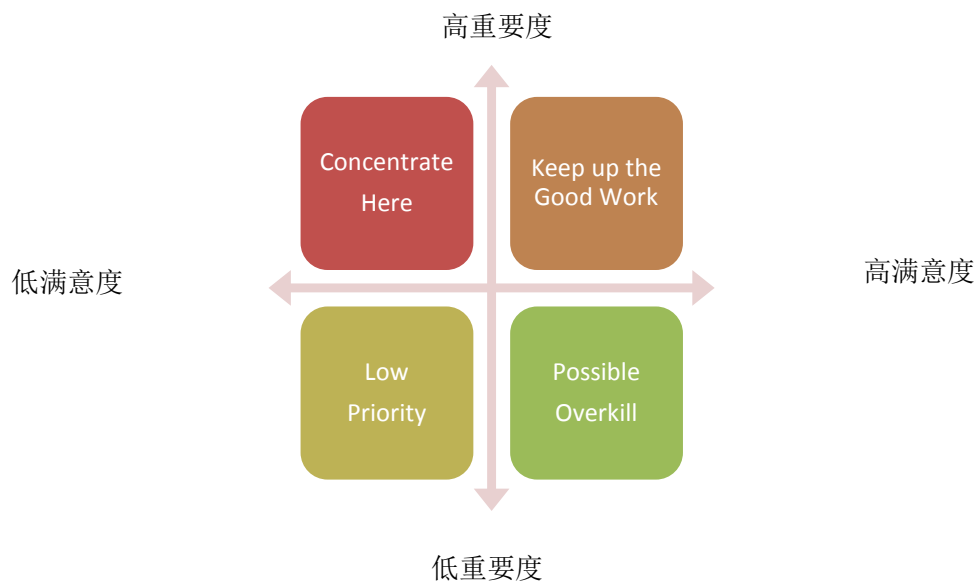 高重要度
Concentrate
Here
Keep up the
Good Work
低满意度
高满意度
Low
Priority
Possible
Overkill
低重要度